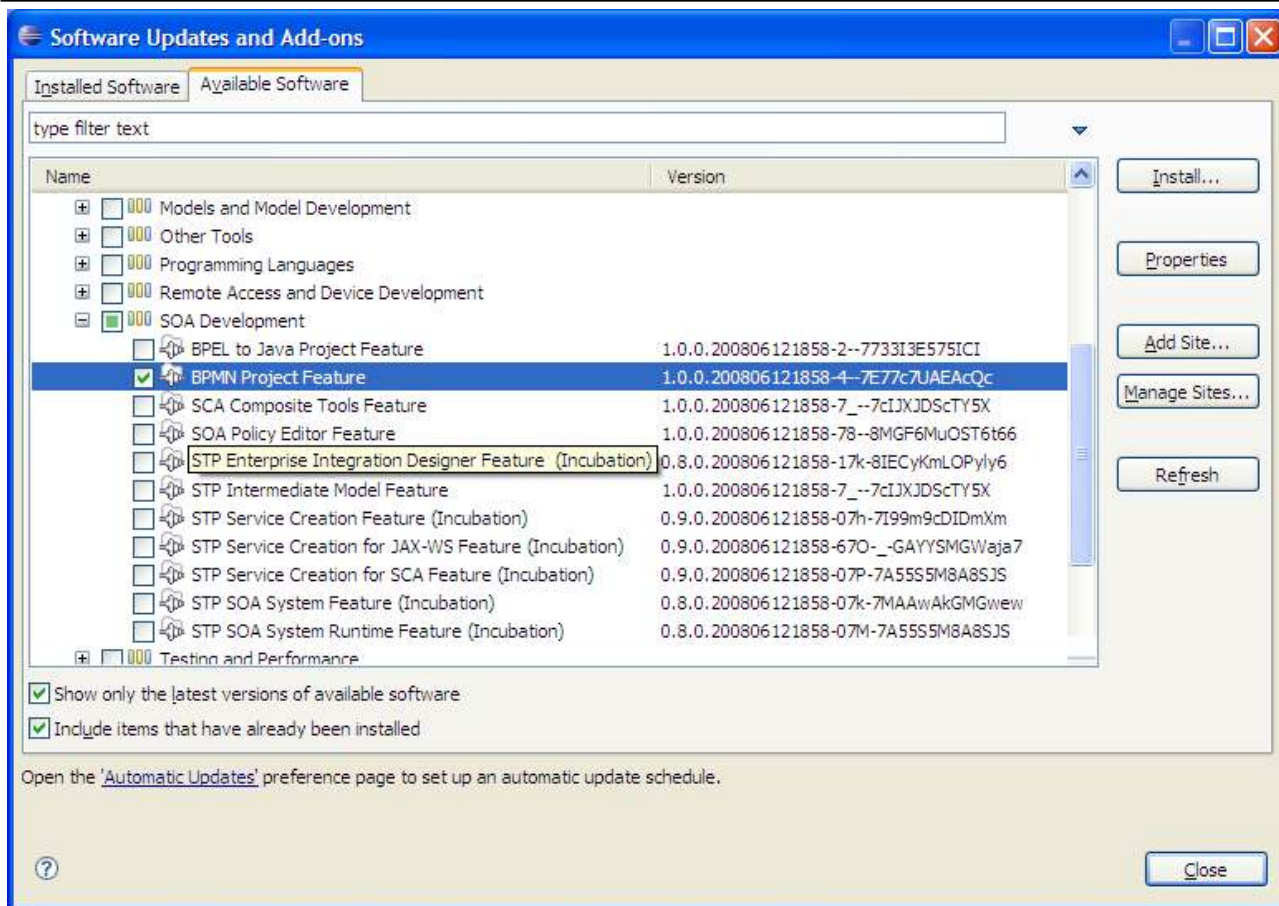 Software Updates and Add-ons
Installed Software Available Software
type filter text
Name Version
Models and Model Development
Other Tools
Programming Languages
Remote Access and Device Development
SOA Development
BPEL to Java Project Feature 1.0.0.200806121858-2--7733I3E575ICI
BPMN Project Feature 1.0.0.200806121858-4--7E77c7UAEAcQc
SCA Composite Tools Feature 1.0.0.200806121858-7_--7cIJXJDScTY5X
SOA Policy Editor Feature 1.0.0.200806121858-78--8MGF6MuOST6t66
STP Enterprise Integration Designer Feature (Incubation) 0.8.0.200806121858-17k-8IECyKmLOPyly6
STP Intermediate Model Feature 1.0.0.200806121858-7_--7cIJXJDScTY5X
STP Service Creation Feature (Incubation) 0.9.0.200806121858-07h-7I99m9cDIDmXm
STP Service Creation for JAX-WS Feature (Incubation) 0.9.0.200806121858-67O-_-GAYYSMGWaja7
STP Service Creation for SCA Feature (Incubation) 0.9.0.200806121858-07P-7A55S5M8A8SJS
STP SOA System Feature (Incubation) 0.8.0.200806121858-07k-7MAAwAkGMGwew
STP SOA System Runtime Feature (Incubation) 0.8.0.200806121858-07M-7A55S5M8A8SJS
Testing and Performance
Install...
Properties
Add Site...
Manage Sites...
Refresh
Show only the latest versions of available software
Include items that have already been installed
Open the 'Automatic Updates' preference page to set up an automatic update schedule.
?
Close